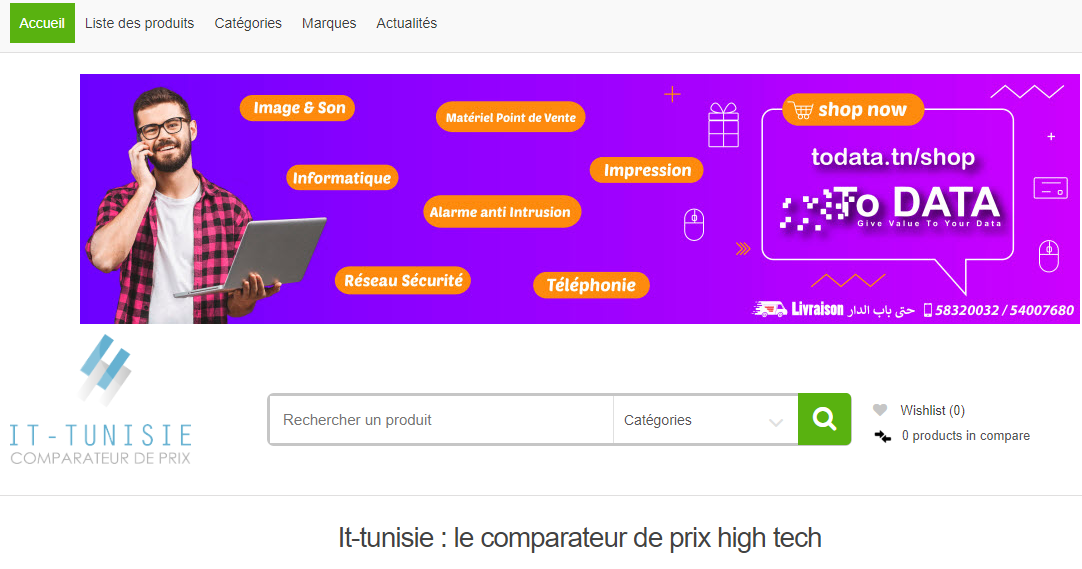 Accueil Liste des produits Catégories Marques Actualités
Image & Son
Matériel Point de Vente
shop now
Informatique
Impression
todata.tn/shop
Alarme anti Intrusion
To DATA
Give Value To Your Data
Réseau Sécurité
Téléphonie
Livraison حتى باب الدار 58320032 / 54007680
IT-TUNISIE
COMPARATEUR DE PRIX
Rechercher un produit Catégories
Wishlist (0)
0 products in compare
It-tunisie : le comparateur de prix high tech